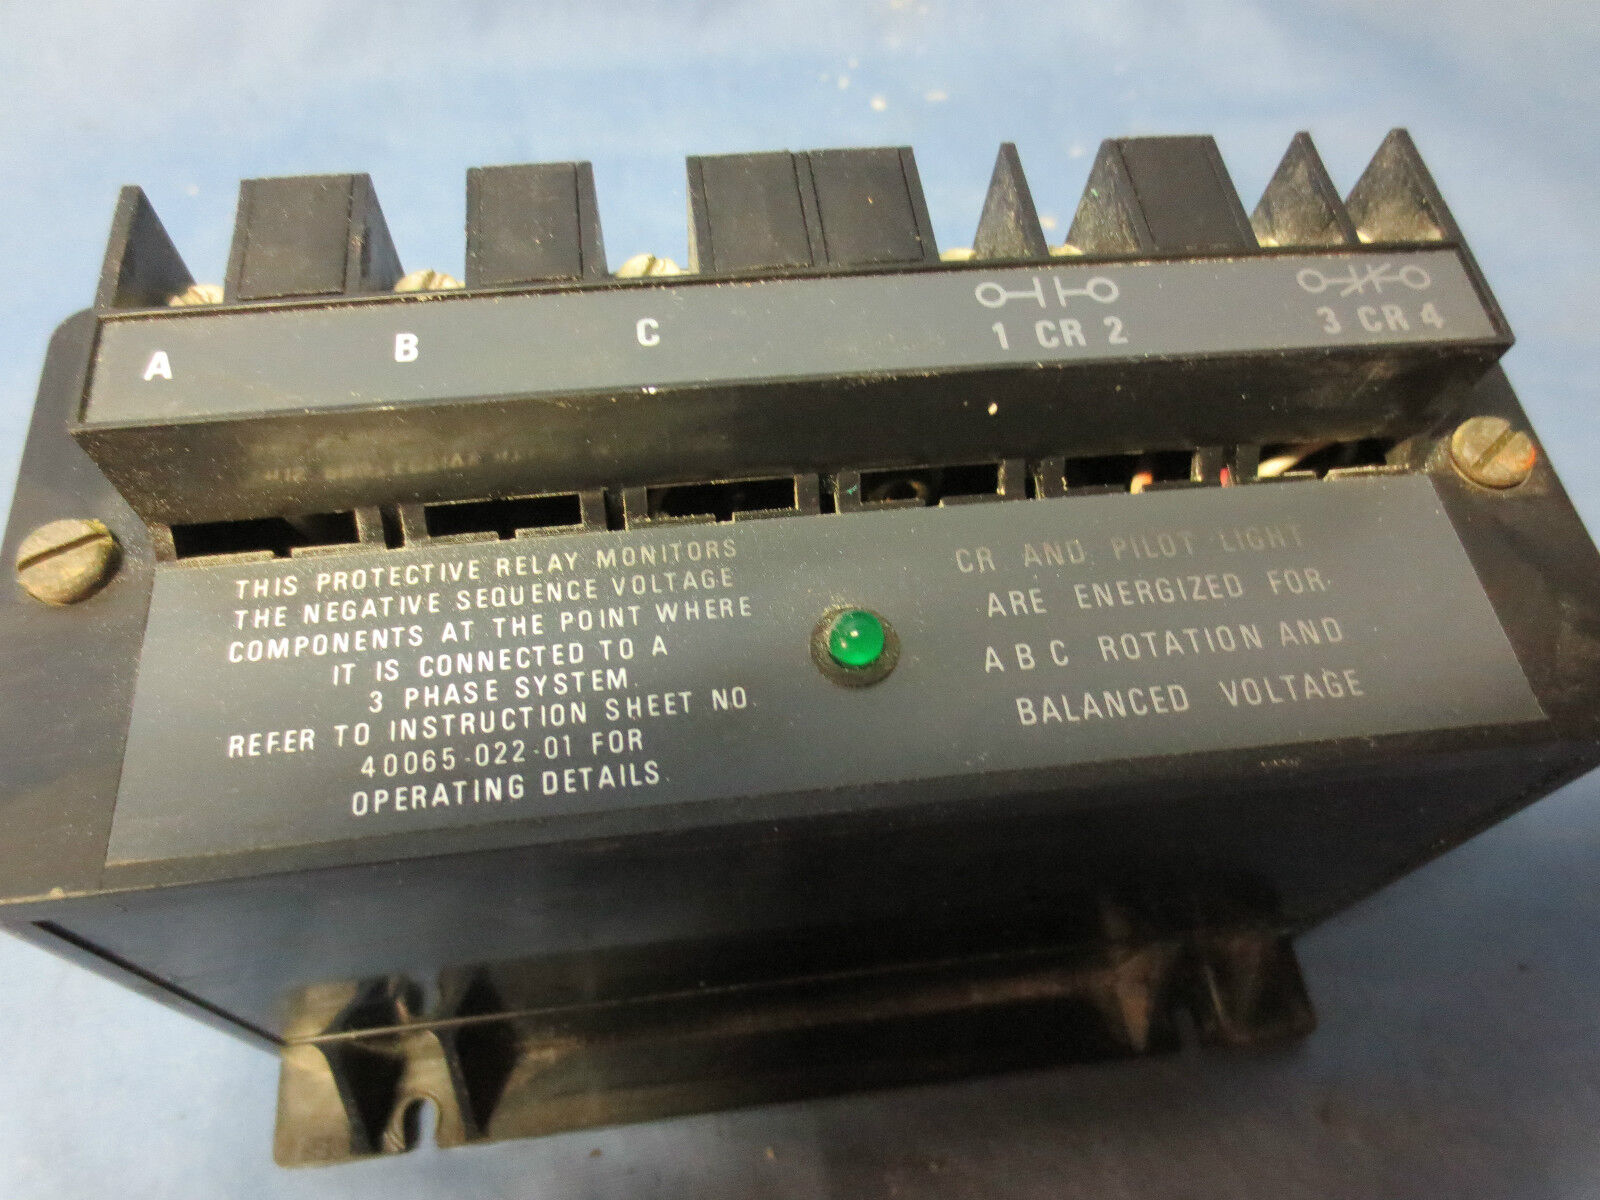 A B C 1 CR 2 3 CR 4
THIS PROTECTIVE RELAY MONITORS
THE NEGATIVE SEQUENCE VOLTAGE
COMPONENTS AT THE POINT WHERE
IT IS CONNECTED TO A
3 PHASE SYSTEM.
REFER TO INSTRUCTION SHEET NO.
40065-022-01 FOR
OPERATING DETAILS.
CR AND PILOT LIGHT
ARE ENERGIZED FOR
A B C ROTATION AND
BALANCED VOLTAGE